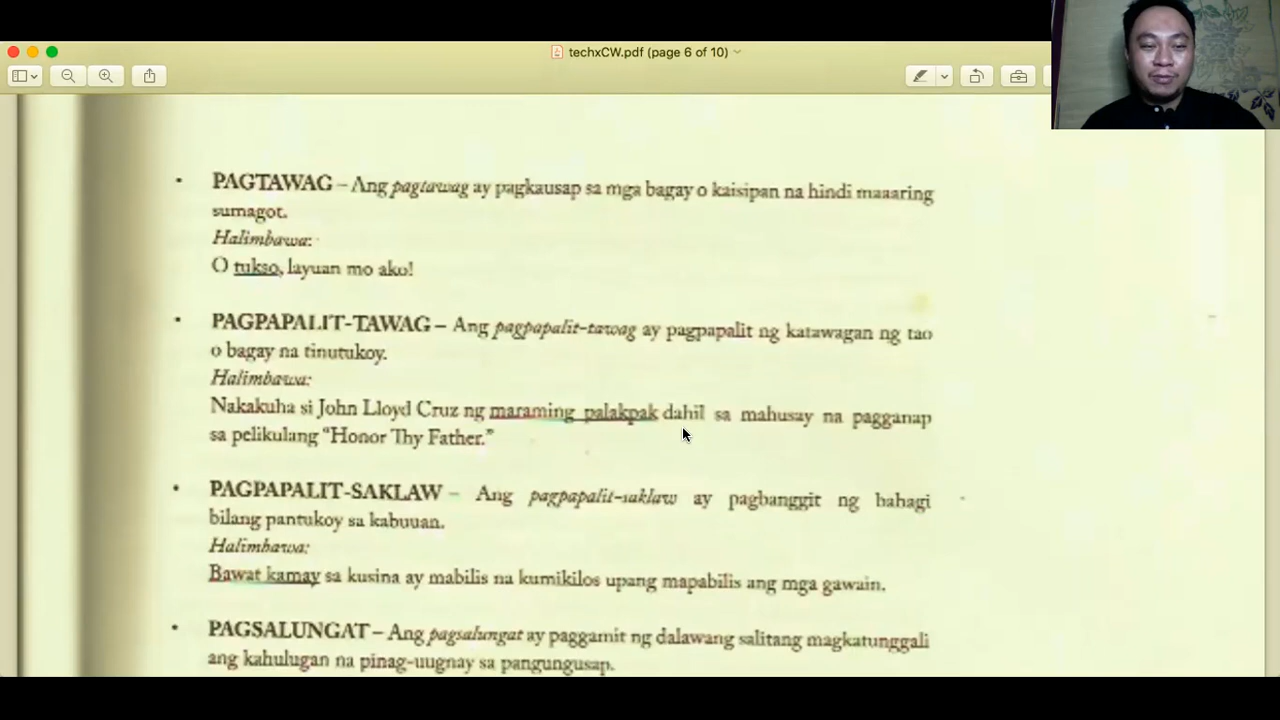 techxCW.pdf (page 6 of 10)
• PAGTAWAG – Ang pagtawag ay pagkausap sa mga bagay o kaisipan na hindi maaaring
sumagot.
Halimbawa:
O tukso, layuan mo ako!
• PAGPAPALIT-TAWAG – Ang pagpapalit-tawag ay pagpapalit ng katawagan ng tao
o bagay na tinutukoy.
Halimbawa:
Nakakuha si John Lloyd Cruz ng maraming palakpak dahil sa mahusay na pagganap
sa pelikulang “Honor Thy Father.”
• PAGPAPALIT-SAKLAW – Ang pagpapalit-saklaw ay pagbanggit ng bahagi
bilang pantukoy sa kabuuan.
Halimbawa:
Bawat kamay sa kusina ay mabilis na kumikilos upang mapabilis ang mga gawain.
• PAGSALUNGAT – Ang pagsalungat ay paggamit ng dalawang salitang magkatunggali
ang kahulugan na pinag-uugnay sa pangungusap.